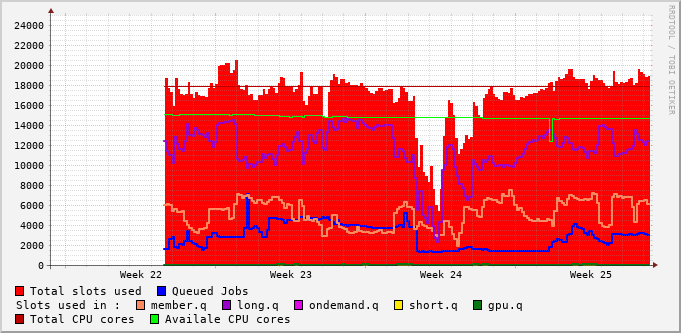 24000
22000
20000
18000
16000
14000
12000
10000
8000
6000
4000
2000
0
Week 22 Week 23 Week 24 Week 25
RRDTOOL / TOBI OETIKER
Total slots used Queued Jobs
Slots used in : member.q long.q ondemand.q short.q gpu.q
Total CPU cores Availale CPU cores